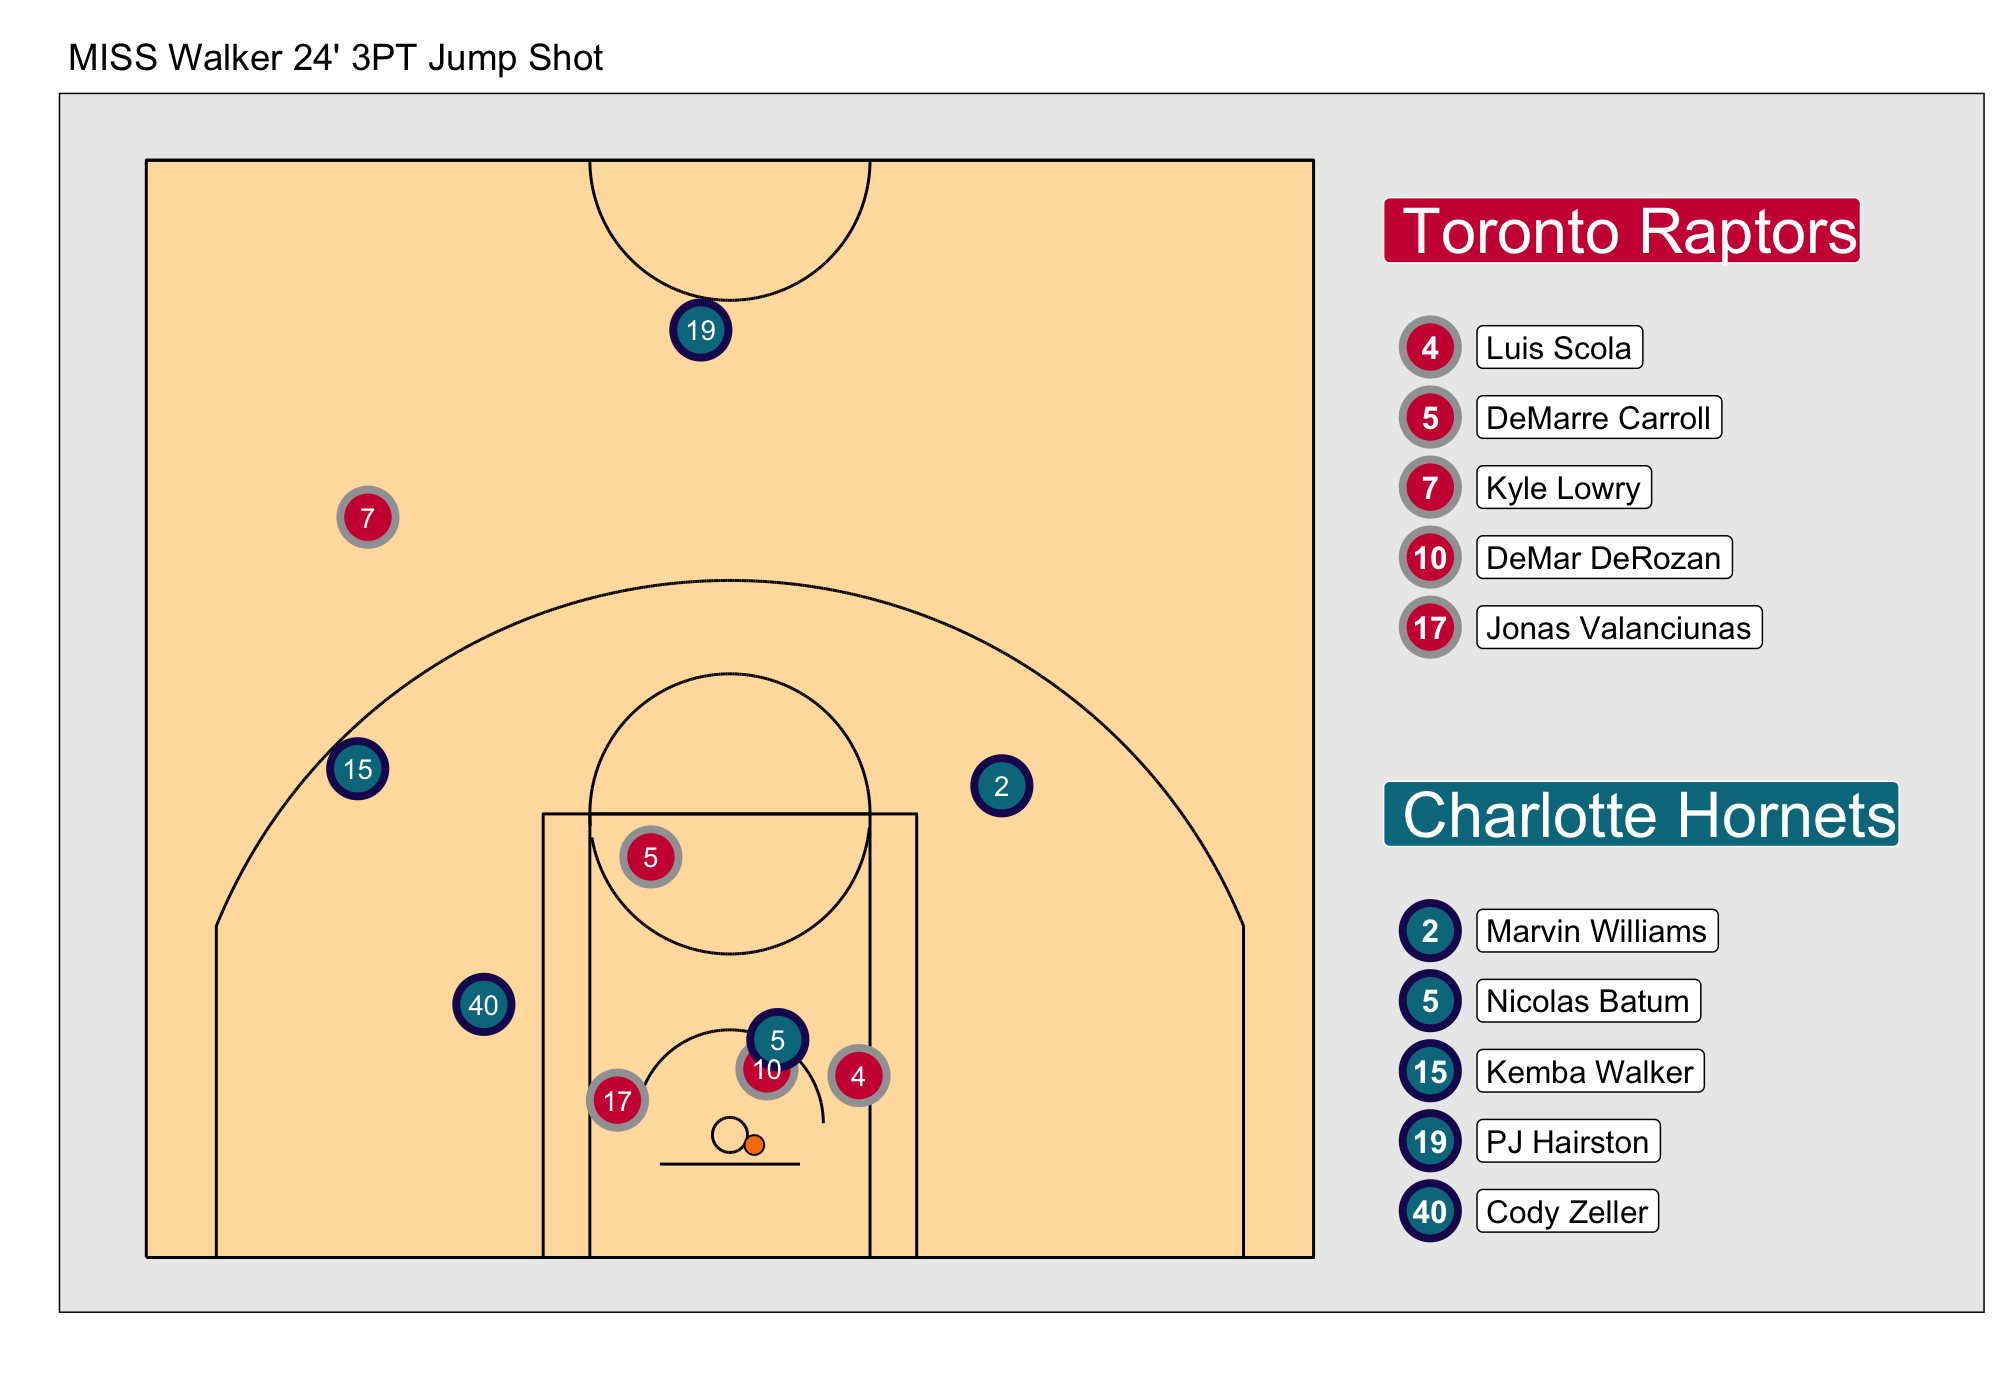 MISS Walker 24' 3PT Jump Shot
Toronto Raptors
4 Luis Scola
5 DeMarre Carroll
7 Kyle Lowry
10 DeMar DeRozan
17 Jonas Valanciunas
Charlotte Hornets
2 Marvin Williams
5 Nicolas Batum
15 Kemba Walker
19 PJ Hairston
40 Cody Zeller
19
7
15
2
5
40
5
10
4
17